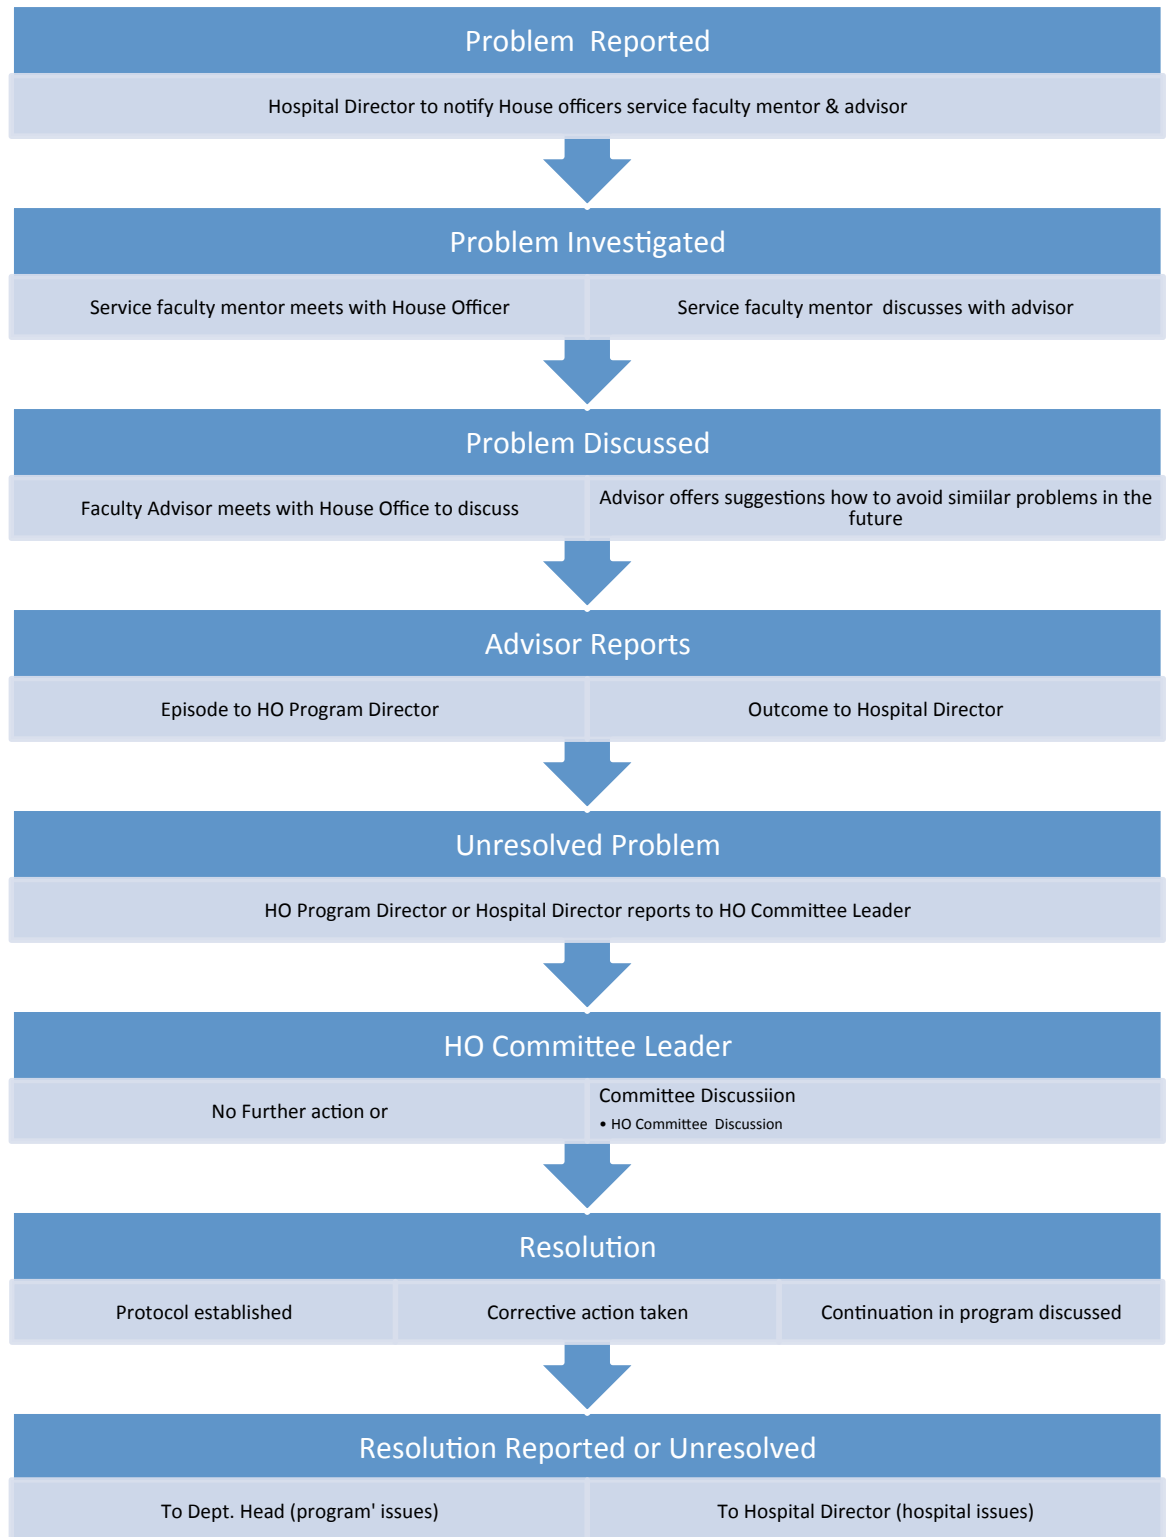 Problem  Reported
Hospital Director to notify House officers service faculty mentor & advisor
Problem Investigated
Service faculty mentor meets with House Officer
Service faculty mentor  discusses with advisor
Problem Discussed
Faculty Advisor meets with House Office to discuss
Advisor offers suggestions how to avoid simiilar problems in the
future
Advisor Reports
Episode to HO Program Director
Outcome to Hospital Director
Unresolved Problem
HO Program Director or Hospital Director reports to HO Committee Leader
HO Committee Leader
No Further action or
Committee Discussiion
• HO Committee  Discussion
Resolution
Protocol established
Corrective action taken
Continuation in program discussed
Resolution Reported or Unresolved
To Dept. Head (program' issues)
To Hospital Director (hospital issues)